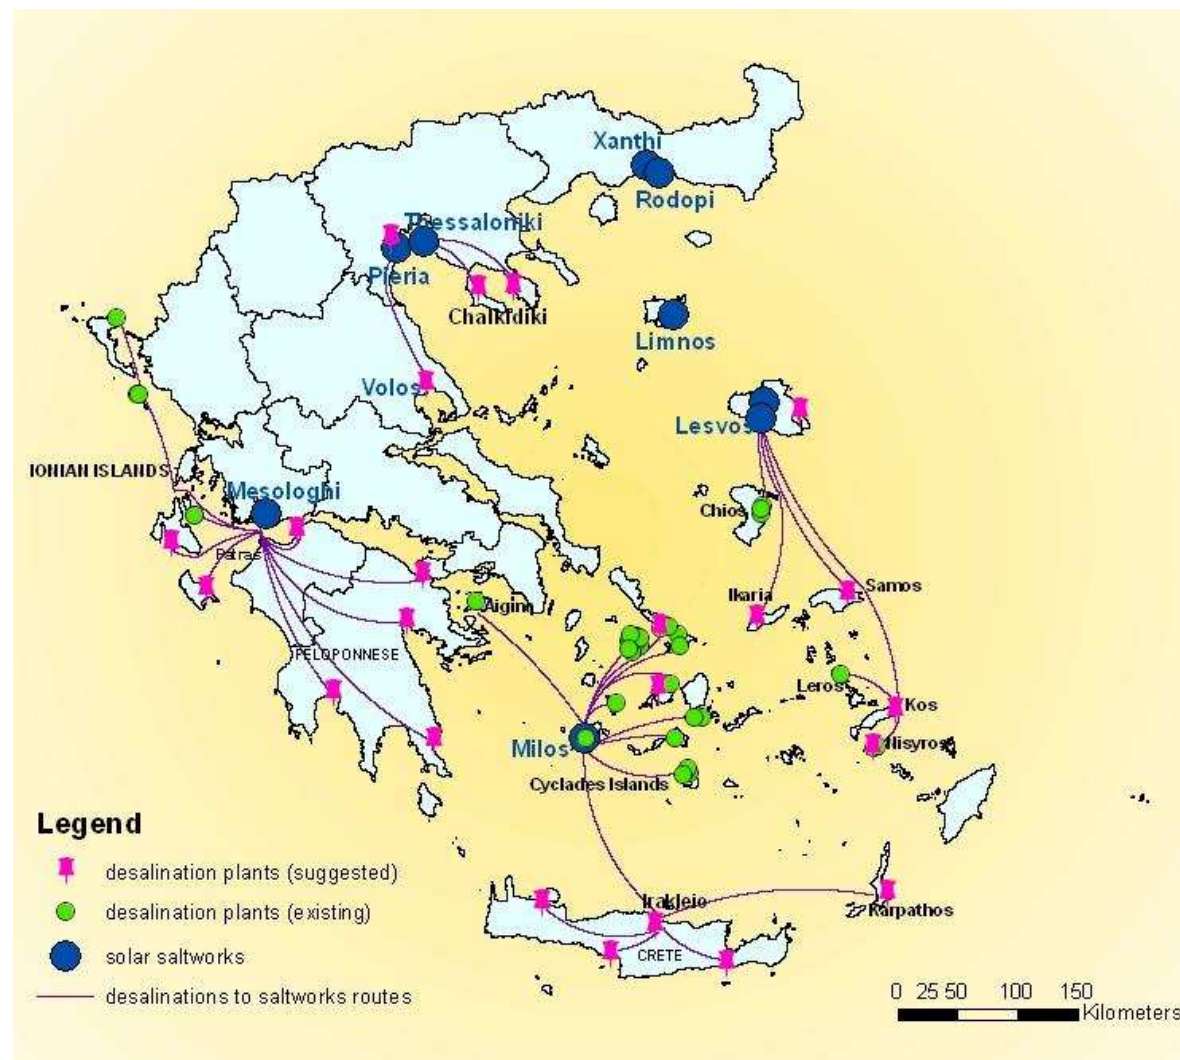 Xanthi
Rodopi
Thessaloniki
Pieria
Chalkidiki
Limnos
Volos
Lesvos
IONIAN ISLANDS
Mesologhi
Chios
Patras
Samos
Ikaria
Aigina
PELOPONNESE
Leros
Kos
Nisyros
Milos
Cyclades Islands
Legend
desalination plants (suggested)
desalination plants (existing)
solar saltworks
desalinations to saltworks routes
Irakleio
Karpathos
CRETE
0 25 50 100 150
Kilometers